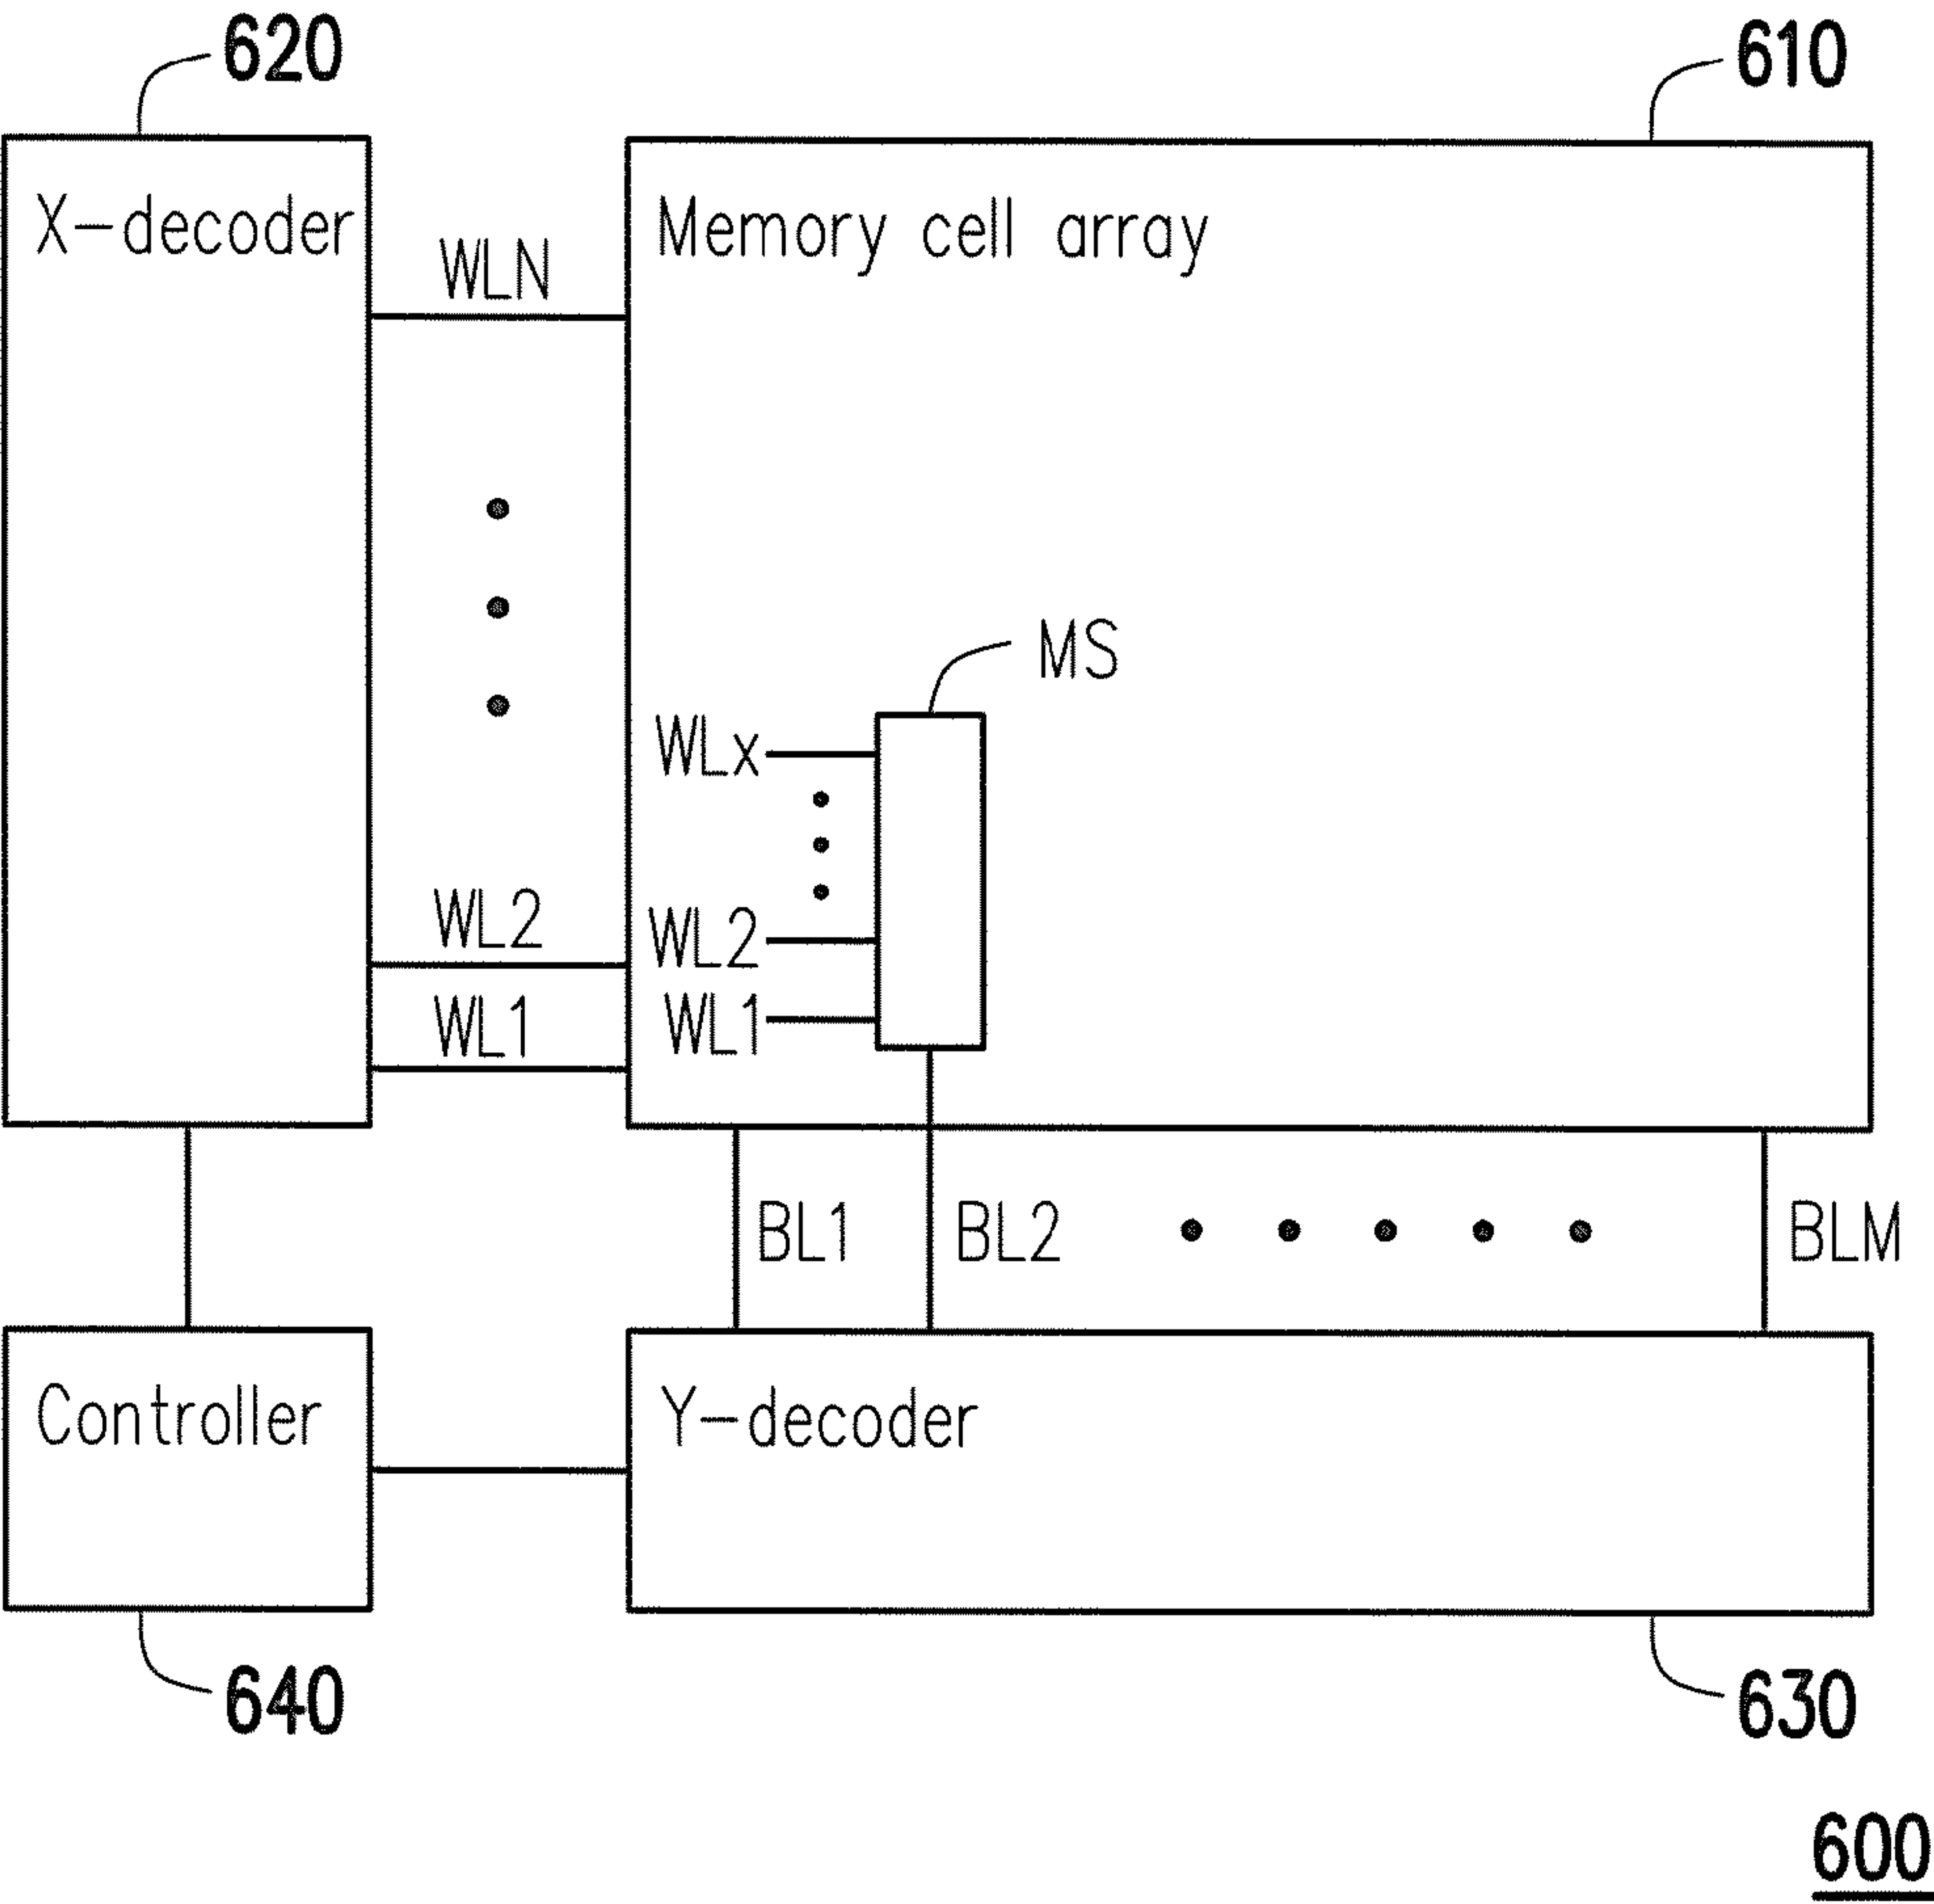 620
610
X-decoder
Memory cell array
WLN
MS
WLx
WL2
WL2
WL1
WL1
BL1
BL2
BLM
Controller
Y-decoder
640
630
600